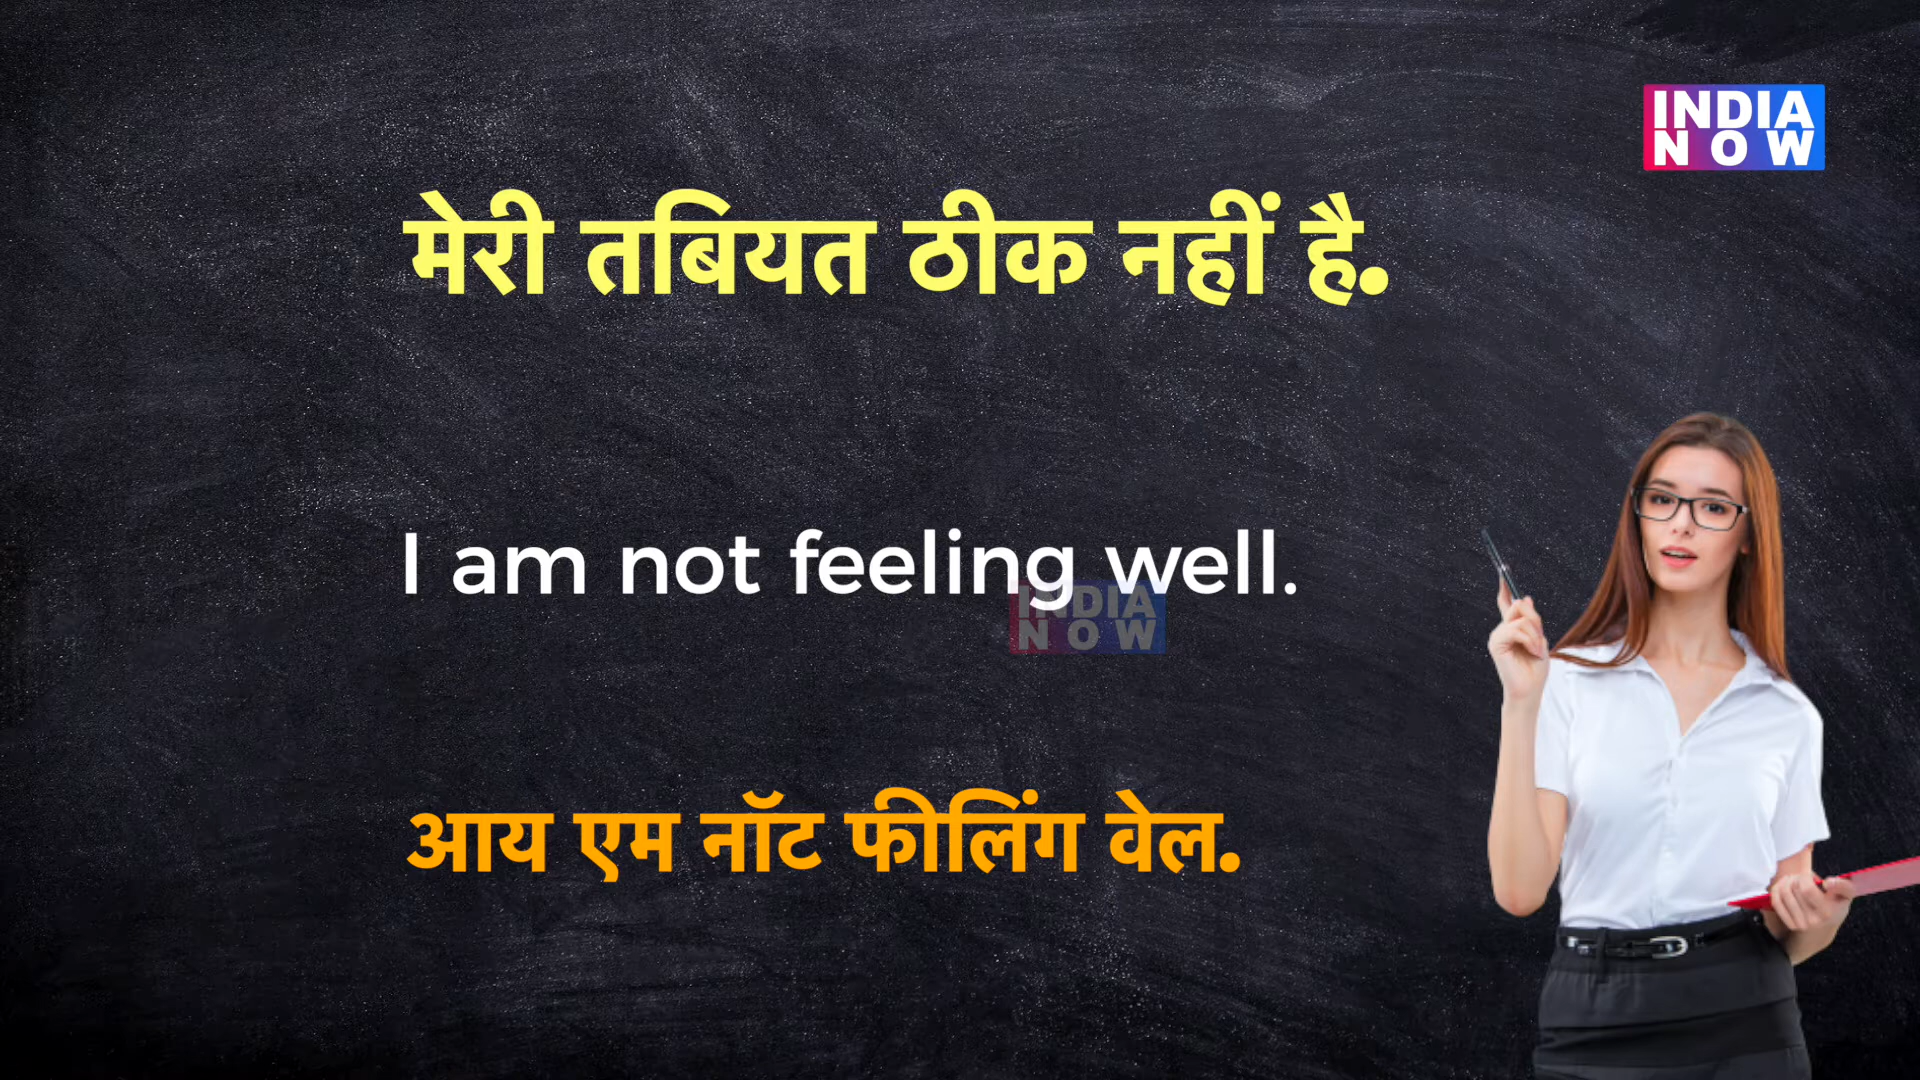 INDIA
NOW
मेरी तबियत ठीक नहीं है.
I am not feeling well.
INDIA
NOW
आय एम नॉट फीलिंग वेल.